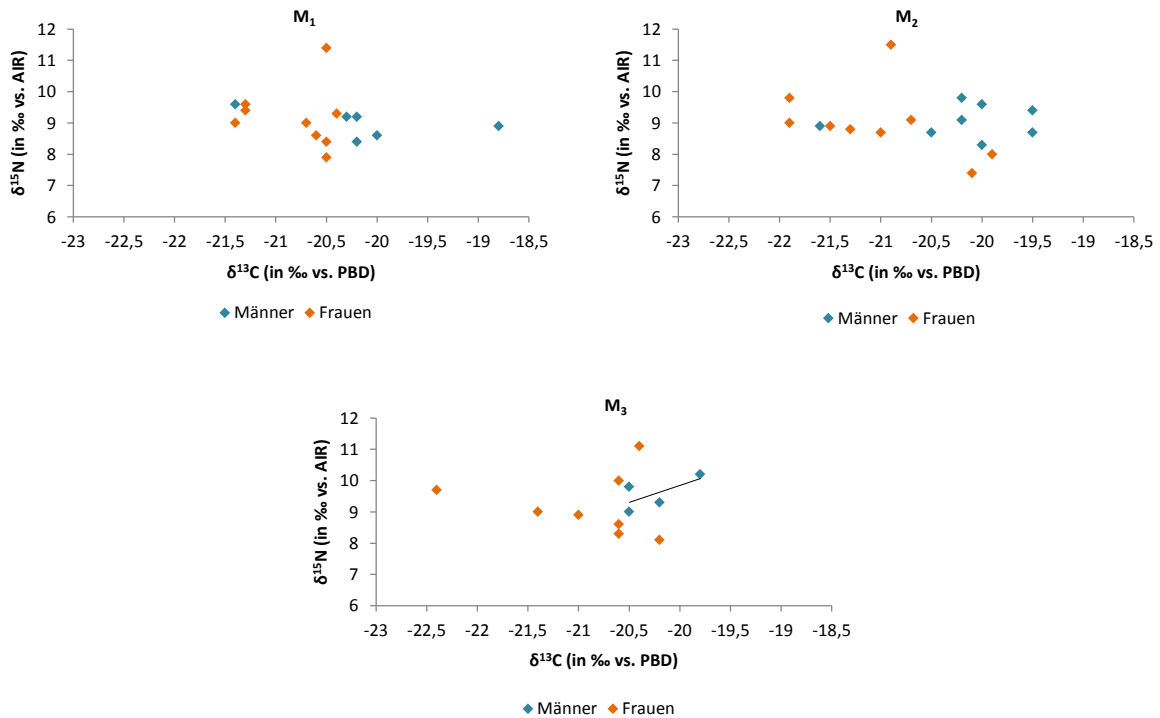 M₁
δ¹⁵N (in ‰ vs. AIR)
12
11
10
9
8
7
6
-23 -22,5 -22 -21,5 -21 -20,5 -20 -19,5 -19 -18,5
δ¹³C (in ‰ vs. PBD)
Männer Frauen
M₂
δ¹⁵N (in ‰ vs. AIR)
12
11
10
9
8
7
6
-23 -22,5 -22 -21,5 -21 -20,5 -20 -19,5 -19 -18,5
δ¹³C (in ‰ vs. PBD)
Männer Frauen
M₃
δ¹⁵N (in ‰ vs. AIR)
12
11
10
9
8
7
6
-23 -22,5 -22 -21,5 -21 -20,5 -20 -19,5 -19 -18,5
δ¹³C (in ‰ vs. PBD)
Männer Frauen